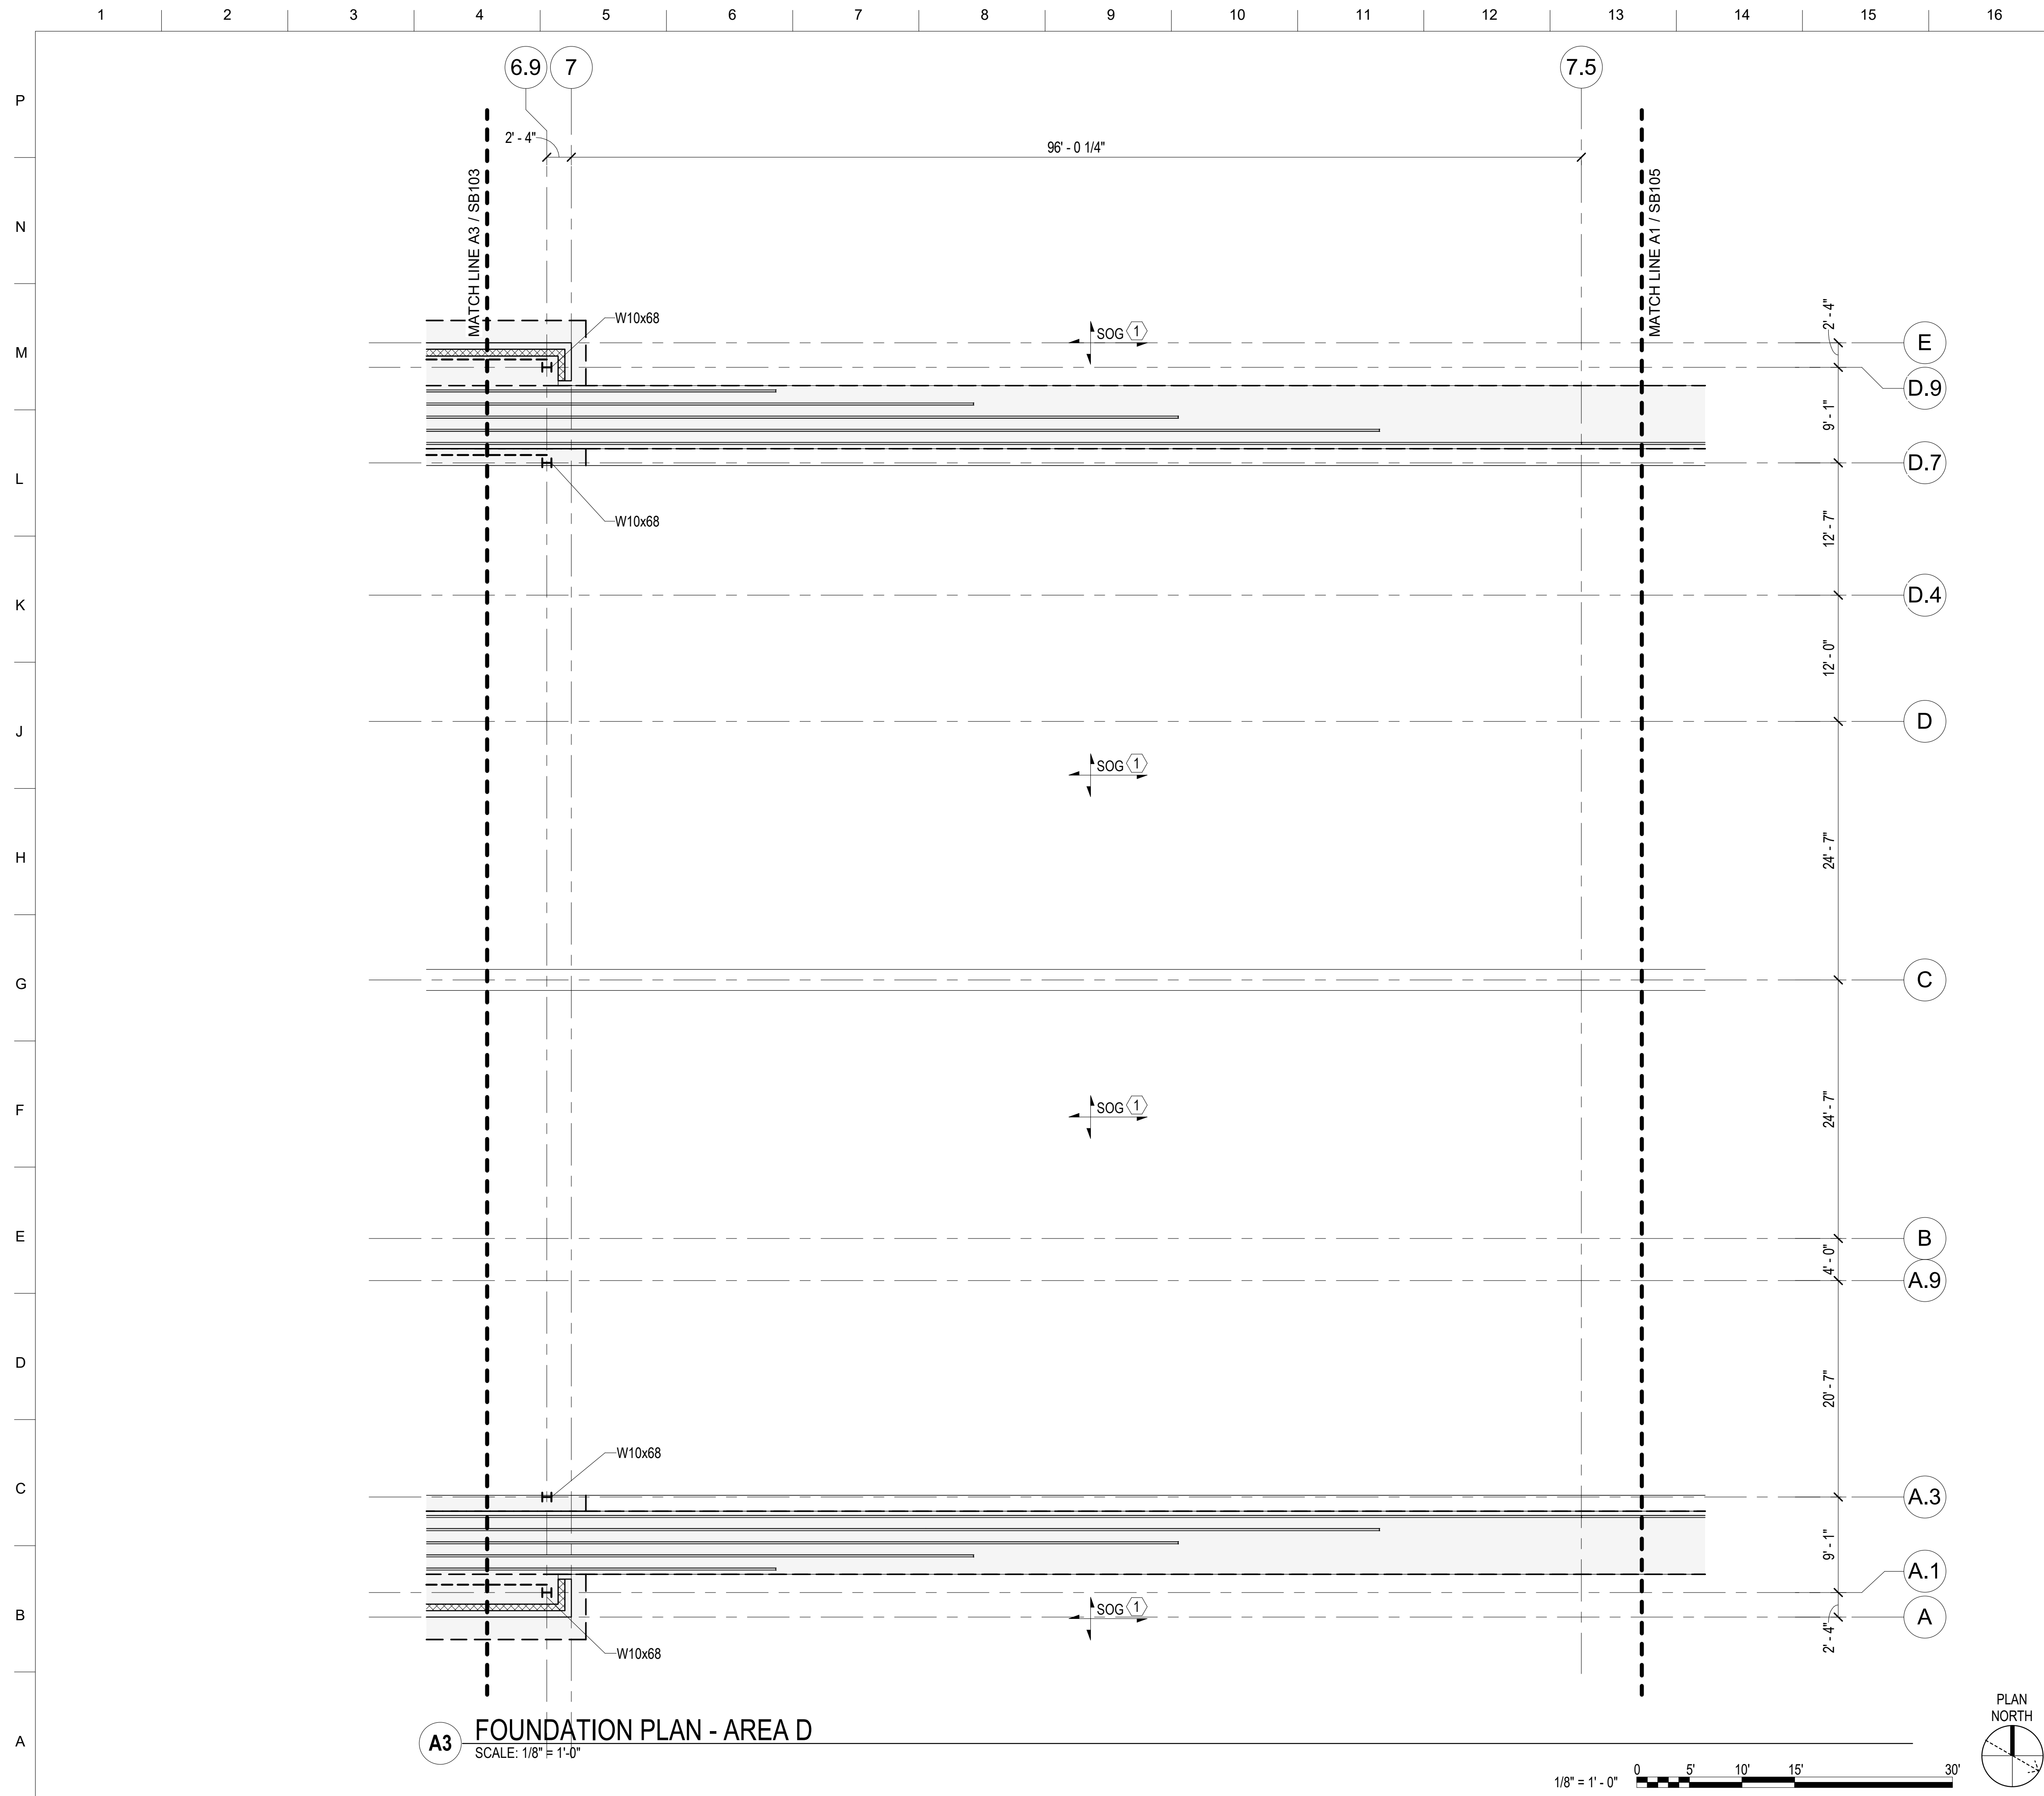 1 2 3 4 5 6 7 8 9 10 11 12 13 14 15 16
6.9 7 7.5
P
2' - 4"
96' - 0 1/4"
MATCH LINE A3 / SB103
MATCH LINE A1 / SB105
N
W10x68
SOG 1
2' - 4"
M
E
D.9
9' - 1"
D.7
L
W10x68
12' - 7"
K
D.4
12' - 0"
J
D
SOG 1
H
24' - 7"
G
C
F
SOG 1
24' - 7"
E
B
4' - 0"
A.9
D
20' - 7"
W10x68
C
A.3
9' - 1"
A.1
B
SOG 1
A
2' - 4"
W10x68
A
A3 FOUNDATION PLAN - AREA D
SCALE: 1/8" = 1'-0"
PLAN
NORTH
1/8" = 1' - 0"
0 5' 10' 15' 30'